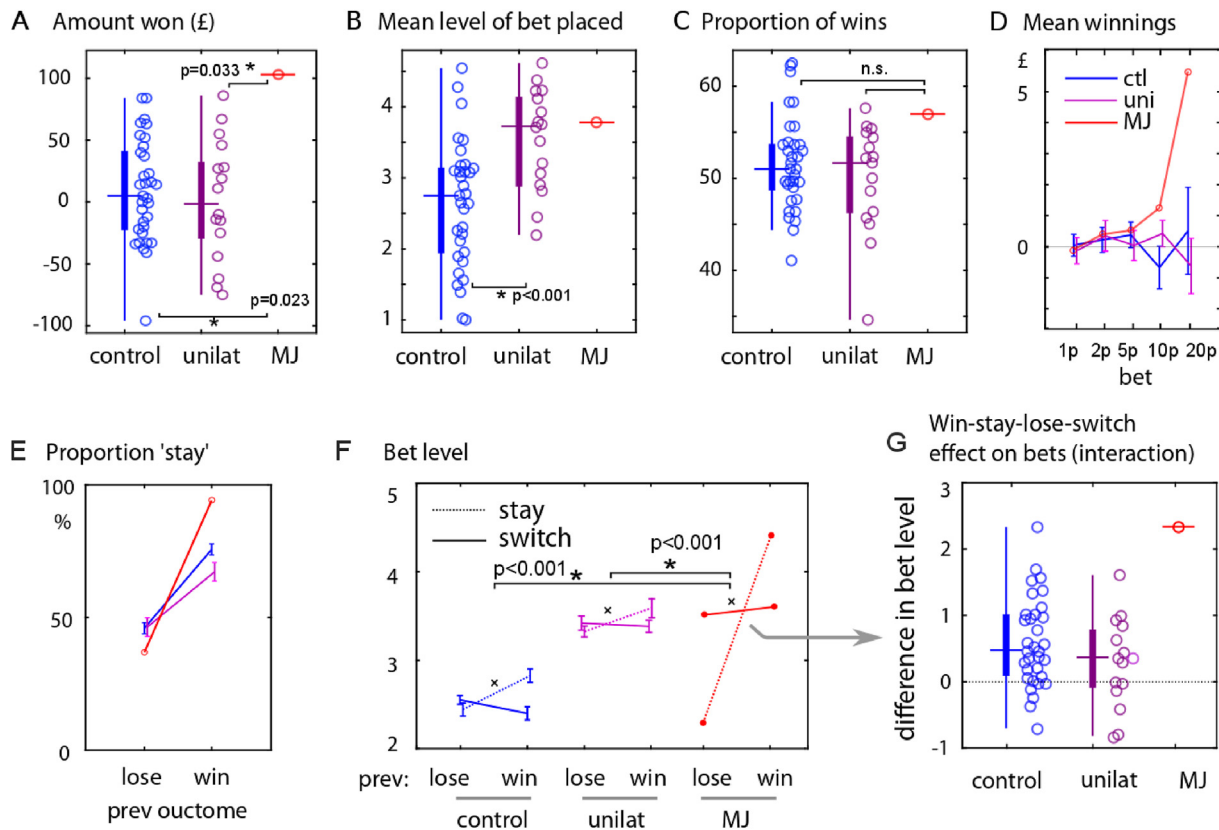 A Amount won (£)
100
50
0
-50
-100
p=0.033 *
p=0.023
*
control unilat MJ
B Mean level of bet placed
4
3
2
1
* p<0.001
control unilat MJ
C Proportion of wins
60
50
40
n.s.
control unilat MJ
D Mean winnings
£
5
0
ctl
uni
MJ
1p 2p 5p 10p 20p
bet
E Proportion 'stay'
100
%
50
0
lose win
prev ouctome
F Bet level
5
4
3
2
stay
switch
p<0.001
*
p<0.001
*
× × ×
prev: lose win lose win lose win
control unilat MJ
G Win-stay-lose-switch
effect on bets (interaction)
difference in bet level
3
2
1
0
-1
control unilat MJ